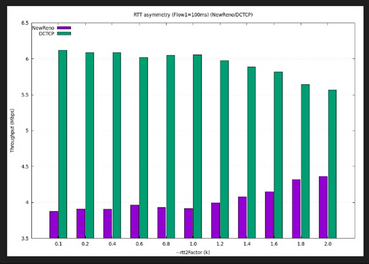 RTT asymmetry (Flow1=100ms) (NewReno/DCTCP)
6.5
NewReno
DCTCP
6
5.5
Throughput (Mbps)
5
4.5
4
3.5
0.1 0.2 0.4 0.6 0.8 1.0 1.2 1.4 1.6 1.8 2.0
--rtt2Factor (k)